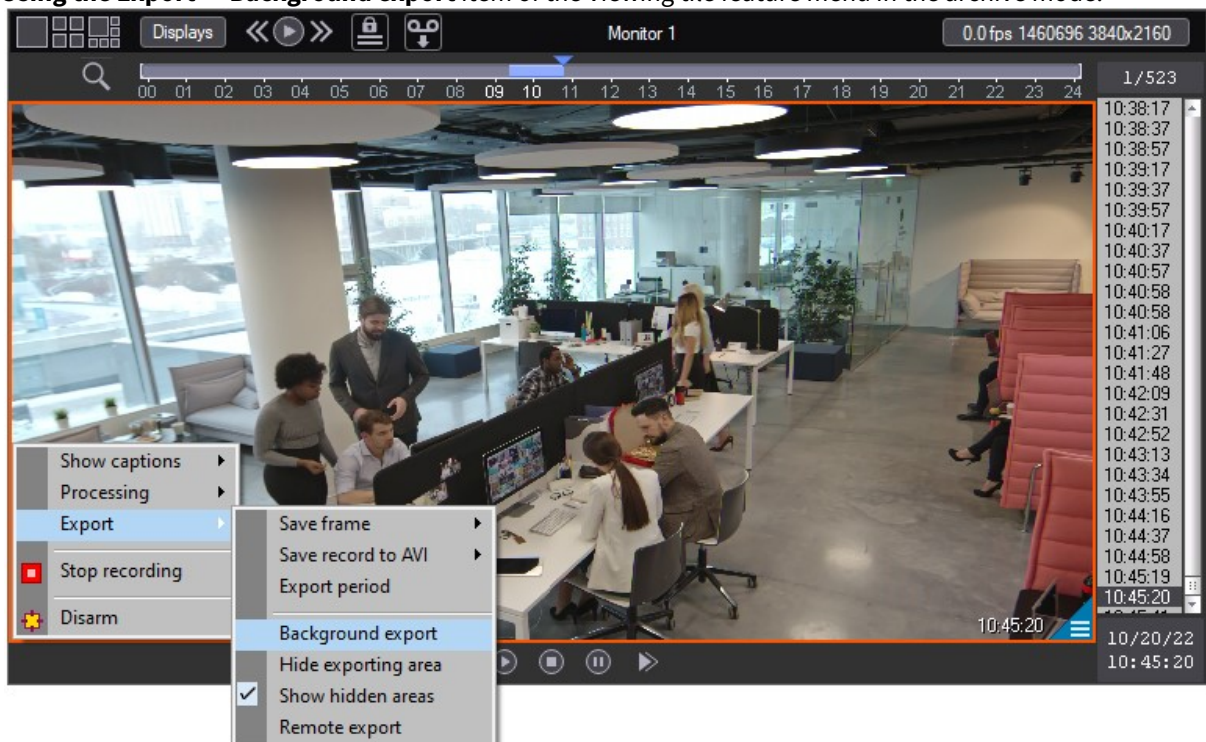 the Export Background export item of the Viewing the feature menu in the archive mode.
Displays
Monitor 1
0.0 fps 1460696 3840x2160
00 01 02 03 04 05 06 07 08 09 10 11 12 13 14 15 16 17 18 19 20 21 22 23 24
1/523
10:38:17
10:38:37
10:38:57
10:39:17
10:39:37
10:39:57
10:40:17
10:40:37
10:40:57
10:40:58
10:40:58
10:41:06
10:41:27
10:41:48
10:42:09
10:42:31
10:42:52
10:43:13
10:43:34
10:43:55
10:44:16
10:44:37
10:44:58
10:45:19
10:45:20
Show captions
Processing
Export
Stop recording
Disarm
Save frame
Save record to AVI
Export period
Background export
Hide exporting area
Show hidden areas
Remote export
10:45:20
10/20/22
10:45:20